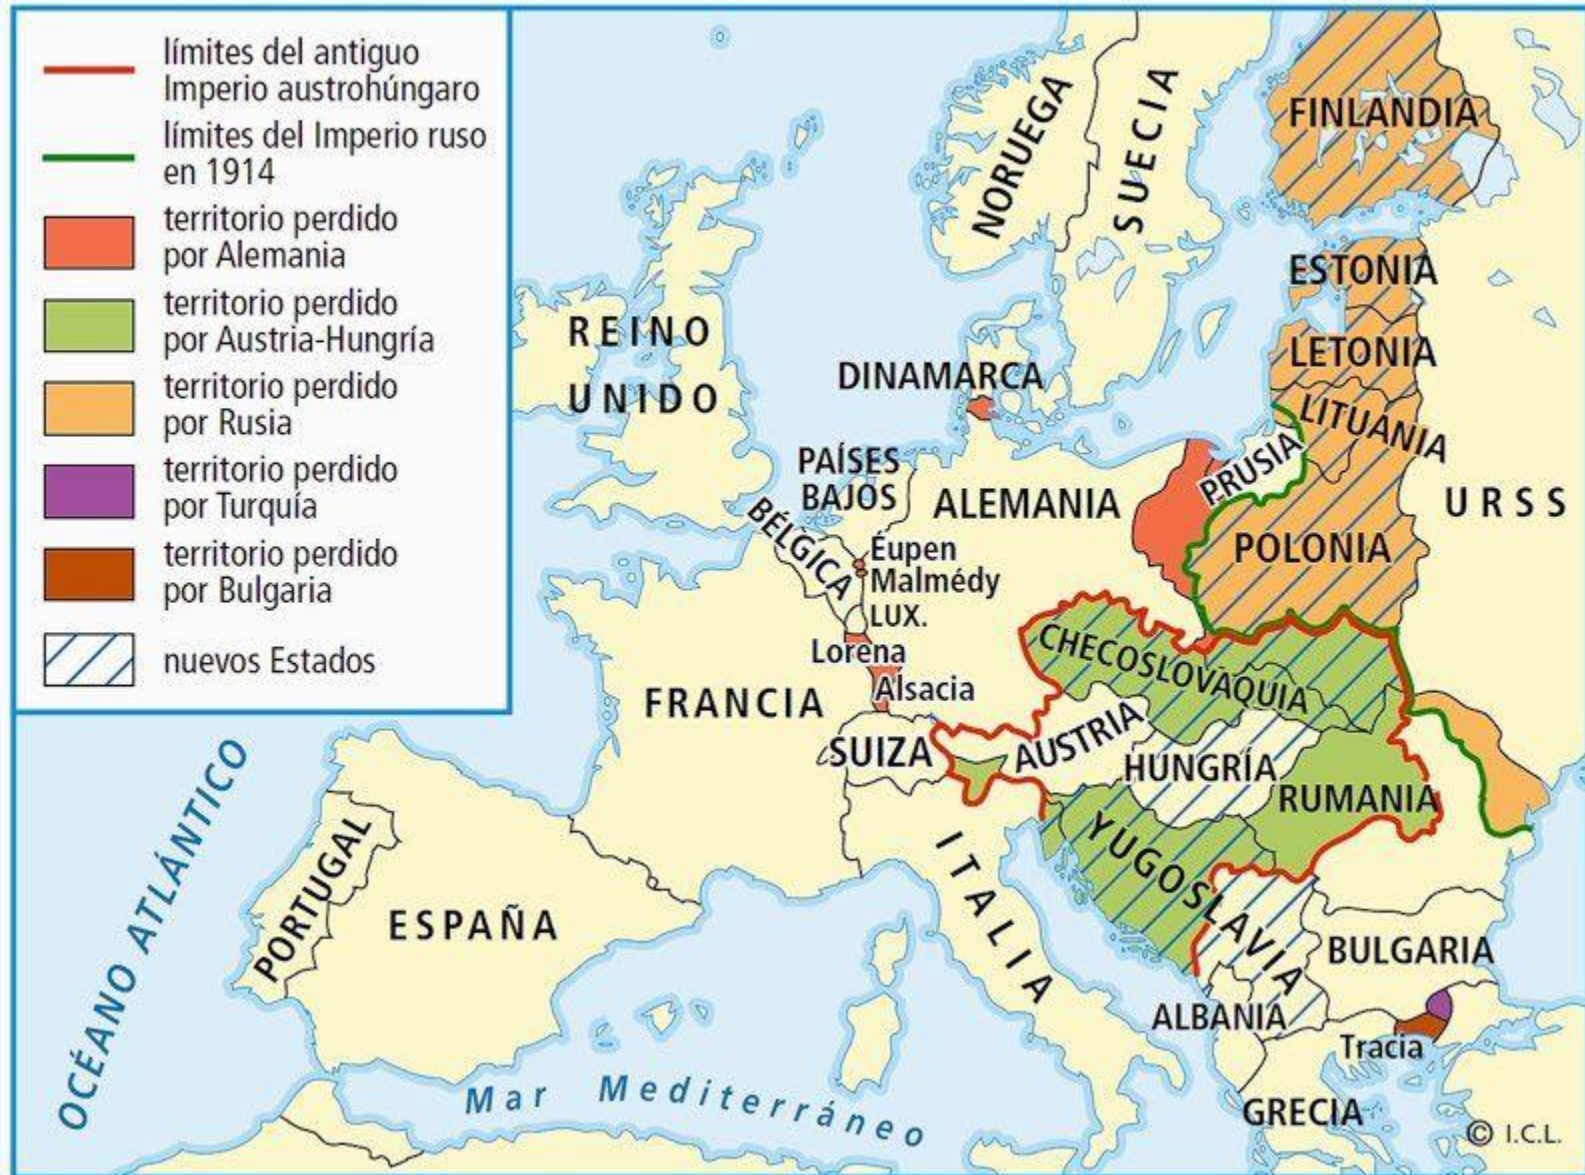 límites del antiguo
Imperio austrohúngaro
límites del Imperio ruso
en 1914
territorio perdido
por Alemania
territorio perdido
por Austria-Hungría
territorio perdido
por Rusia
territorio perdido
por Turquía
territorio perdido
por Bulgaria
nuevos Estados
NORUEGA
SUECIA
FINLANDIA
ESTONIA
LETONIA
LITUANIA
REINO
UNIDO
DINAMARCA
PAÍSES
BAJOS
BÉLGICA
ALEMANIA
PRUSIA
POLONIA
URSS
Éupen
Malmédy
LUX.
Lorena
Alsacia
FRANCIA
SUIZA
CHECOSLOVAQUIA
AUSTRIA
HUNGRÍA
RUMANIA
YUGOSLAVIA
ITALIA
PORTUGAL
ESPAÑA
BULGARIA
ALBANIA
Tracia
GRECIA
OCÉANO ATLÁNTICO
Mar Mediterráneo
© I.C.L.